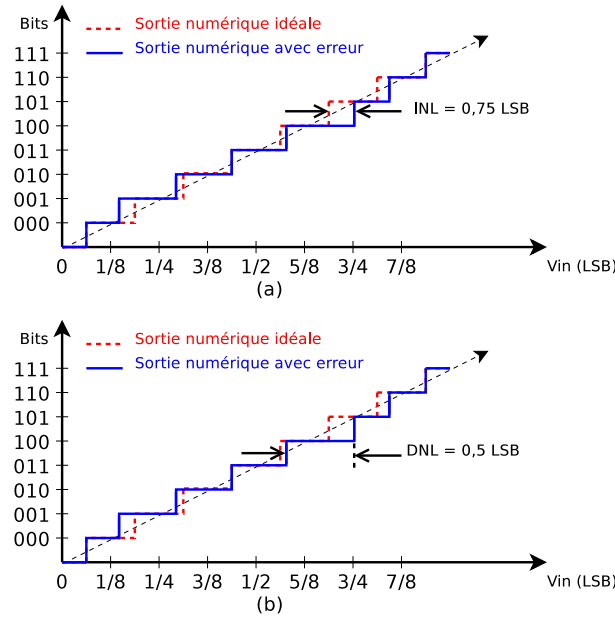 Bits
Sortie numérique idéale
Sortie numérique avec erreur
111
110
101
100
011
010
001
000
INL = 0,75 LSB
0 1/8 1/4 3/8 1/2 5/8 3/4 7/8 Vin (LSB)
(a)
Bits
Sortie numérique idéale
Sortie numérique avec erreur
111
110
101
100
011
010
001
000
DNL = 0,5 LSB
0 1/8 1/4 3/8 1/2 5/8 3/4 7/8 Vin (LSB)
(b)